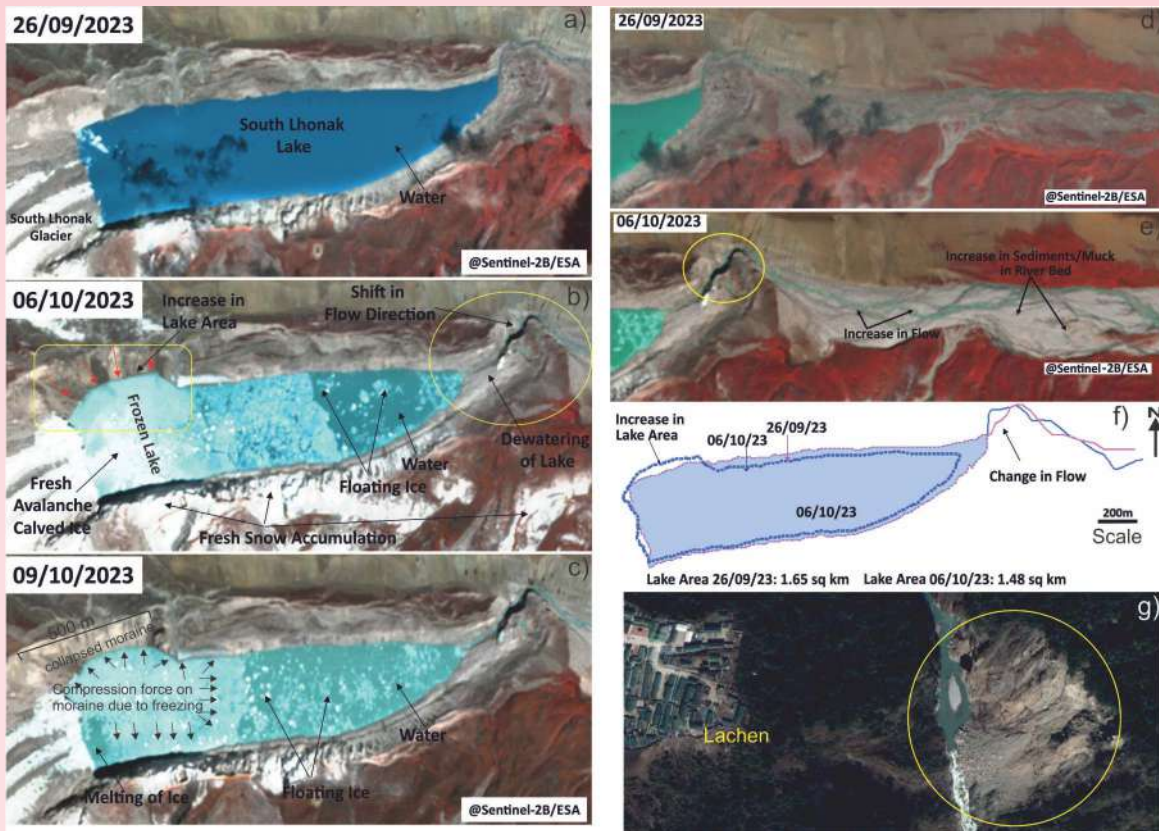 26/09/2023
a)
South Lhonak
Lake
Water
South Lhonak
Glacier
@Sentinel-2B/ESA
06/10/2023
b)
Increase in
Lake Area
Shift in
Flow Direction
Frozen Lake
Fresh
Avalanche
Calved Ice
Water
Floating Ice
Dewatering
of Lake
Fresh Snow Accumulation
09/10/2023
c)
600 m
collapsed moraine
Compression force on
moraine due to freezing
Water
Melting of Ice
Floating Ice
@Sentinel-2B/ESA
26/09/2023
d)
@Sentinel-2B/ESA
06/10/2023
e)
Increase in Sediments/Muck
in River Bed
Increase in Flow
@Sentinel-2B/ESA
f)
N
Increase in
Lake Area
06/10/23
26/09/23
Change in Flow
06/10/23
200m
Scale
Lake Area 26/09/23: 1.65 sq km Lake Area 06/10/23: 1.48 sq km
g)
Lachen